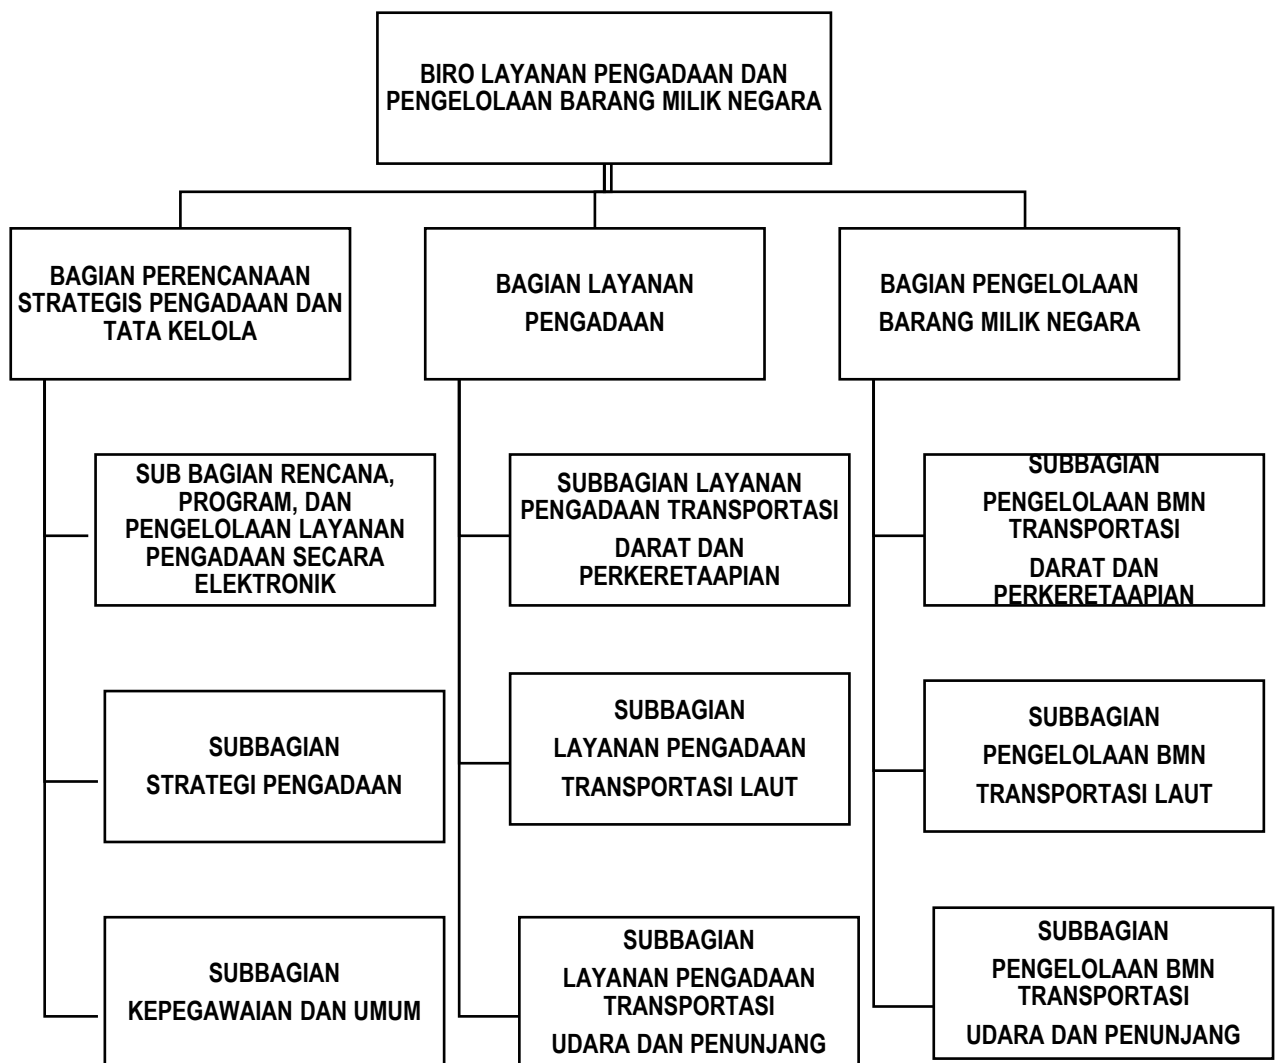 BIRO LAYANAN PENGADAAN DAN
PENGELOLAAN BARANG MILIK NEGARA
BAGIAN PERENCANAAN
STRATEGIS PENGADAAN DAN
TATA KELOLA
BAGIAN LAYANAN
PENGADAAN
BAGIAN PENGELOLAAN
BARANG MILIK NEGARA
SUB BAGIAN RENCANA,
PROGRAM, DAN
PENGELOLAAN LAYANAN
PENGADAAN SECARA
ELEKTRONIK
SUBBAGIAN LAYANAN
PENGADAAN TRANSPORTASI
DARAT DAN
PERKERETAAPIAN
SUBBAGIAN
PENGELOLAAN BMN
TRANSPORTASI
DARAT DAN
PERKERETAAPIAN
SUBBAGIAN
STRATEGI PENGADAAN
SUBBAGIAN
LAYANAN PENGADAAN
TRANSPORTASI LAUT
SUBBAGIAN
PENGELOLAAN BMN
TRANSPORTASI LAUT
SUBBAGIAN
KEPEGAWAIAN DAN UMUM
SUBBAGIAN
LAYANAN PENGADAAN
TRANSPORTASI
UDARA DAN PENUNJANG
SUBBAGIAN
PENGELOLAAN BMN
TRANSPORTASI
UDARA DAN PENUNJANG